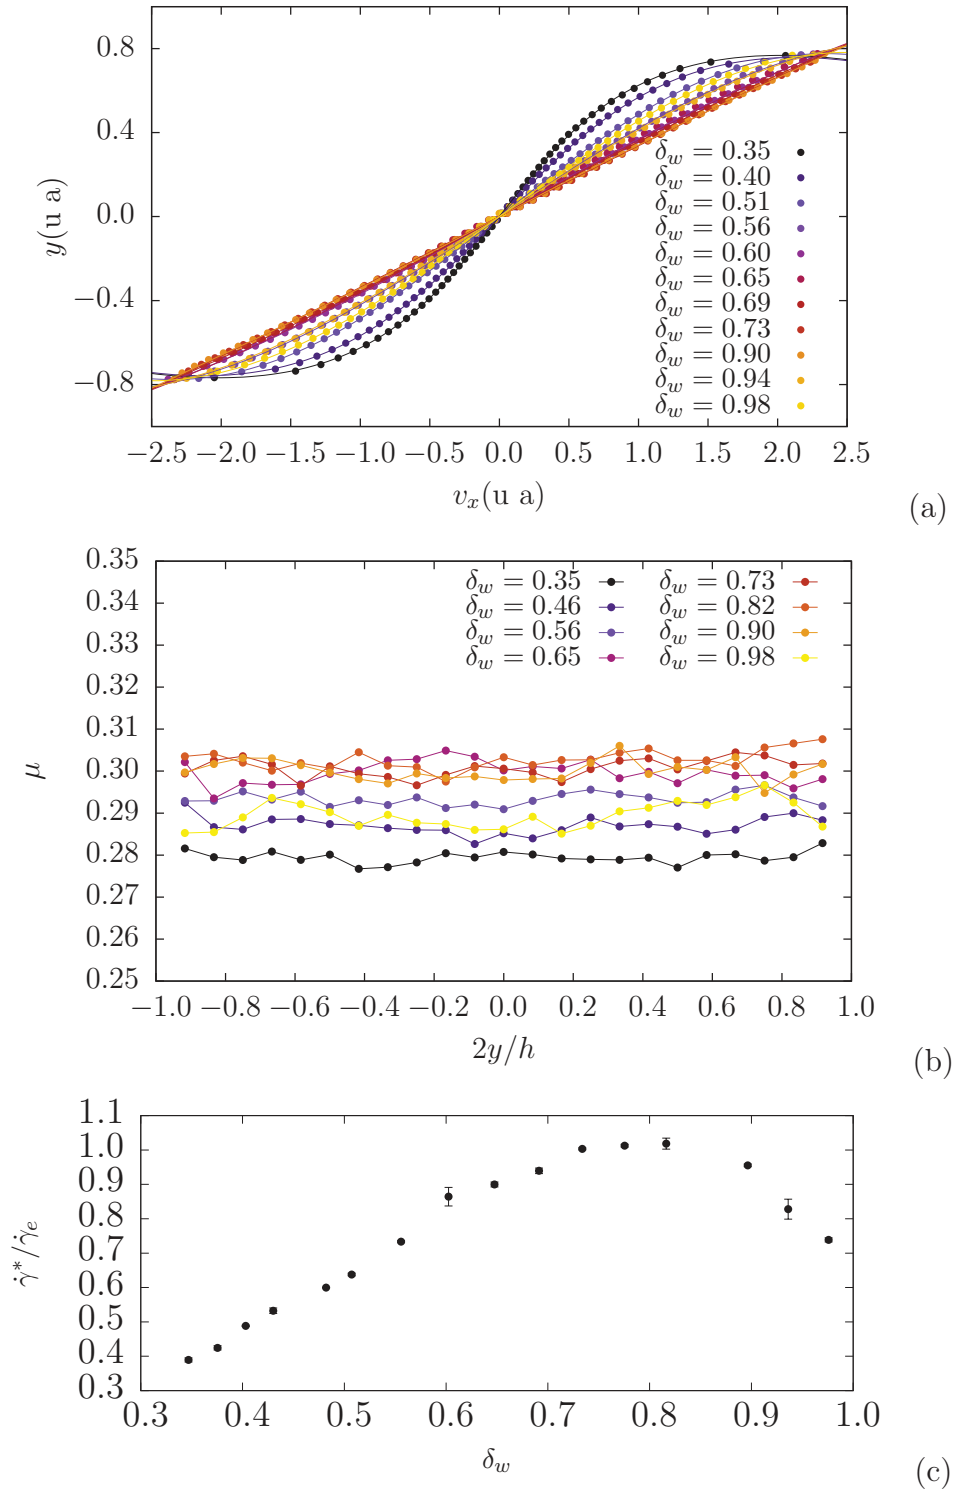 0.8
0.4
0.0
−0.4
−0.8
y(u a)
δw = 0.35
δw = 0.40
δw = 0.51
δw = 0.56
δw = 0.60
δw = 0.65
δw = 0.69
δw = 0.73
δw = 0.90
δw = 0.94
δw = 0.98
−2.5 −2.0 −1.5 −1.0 −0.5 0.0 0.5 1.0 1.5 2.0 2.5
vx(u a)
(a)
0.35
0.34
0.33
0.32
0.31
0.30
0.29
0.28
0.27
0.26
0.25
μ
δw = 0.35 δw = 0.73
δw = 0.46 δw = 0.82
δw = 0.56 δw = 0.90
δw = 0.65 δw = 0.98
−1.0 −0.8 −0.6 −0.4 −0.2 0.0 0.2 0.4 0.6 0.8 1.0
2y/h
(b)
1.1
1.0
0.9
0.8
0.7
0.6
0.5
0.4
0.3
γ̇*/γ̇e
0.3 0.4 0.5 0.6 0.7 0.8 0.9 1.0
δw
(c)